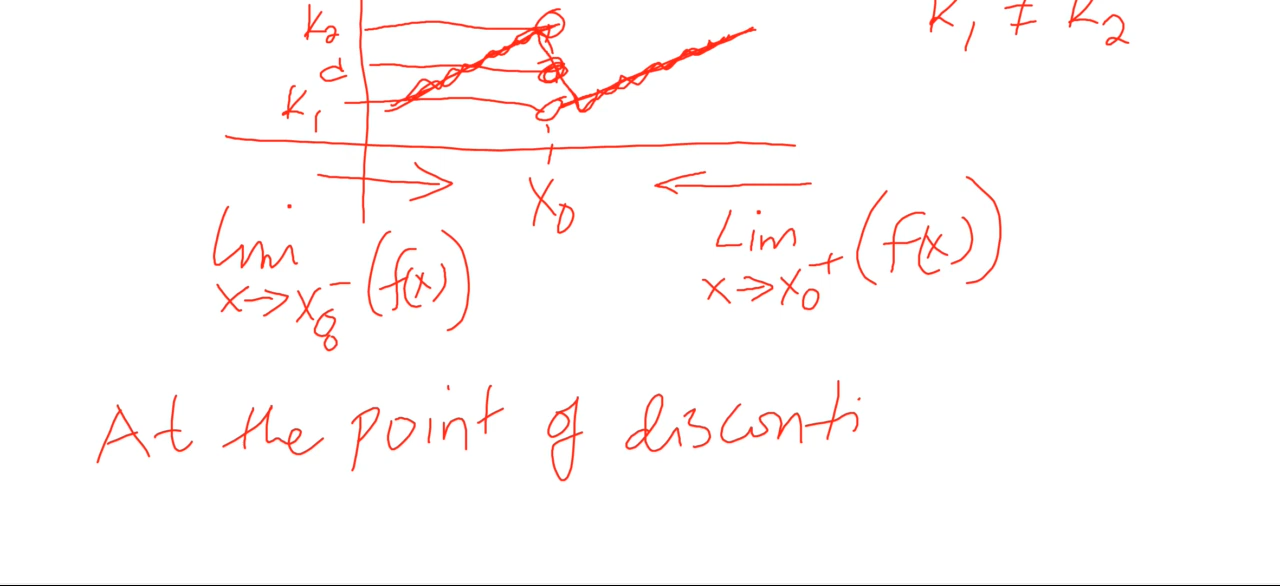 K₂
K₁ ≠ K₂
d
K₁
X₀
Lim x→x₀⁻ (f(x))
Lim x→x₀⁺ (f(x))
At the point of disconti